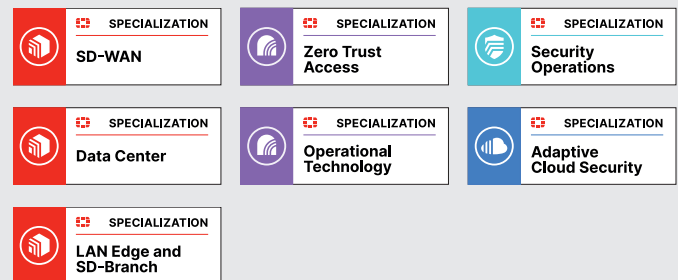 SPECIALIZATION
SD-WAN
SPECIALIZATION
Zero Trust
Access
SPECIALIZATION
Security
Operations
SPECIALIZATION
Data Center
SPECIALIZATION
Operational
Technology
SPECIALIZATION
Adaptive
Cloud Security
SPECIALIZATION
LAN Edge and
SD-Branch